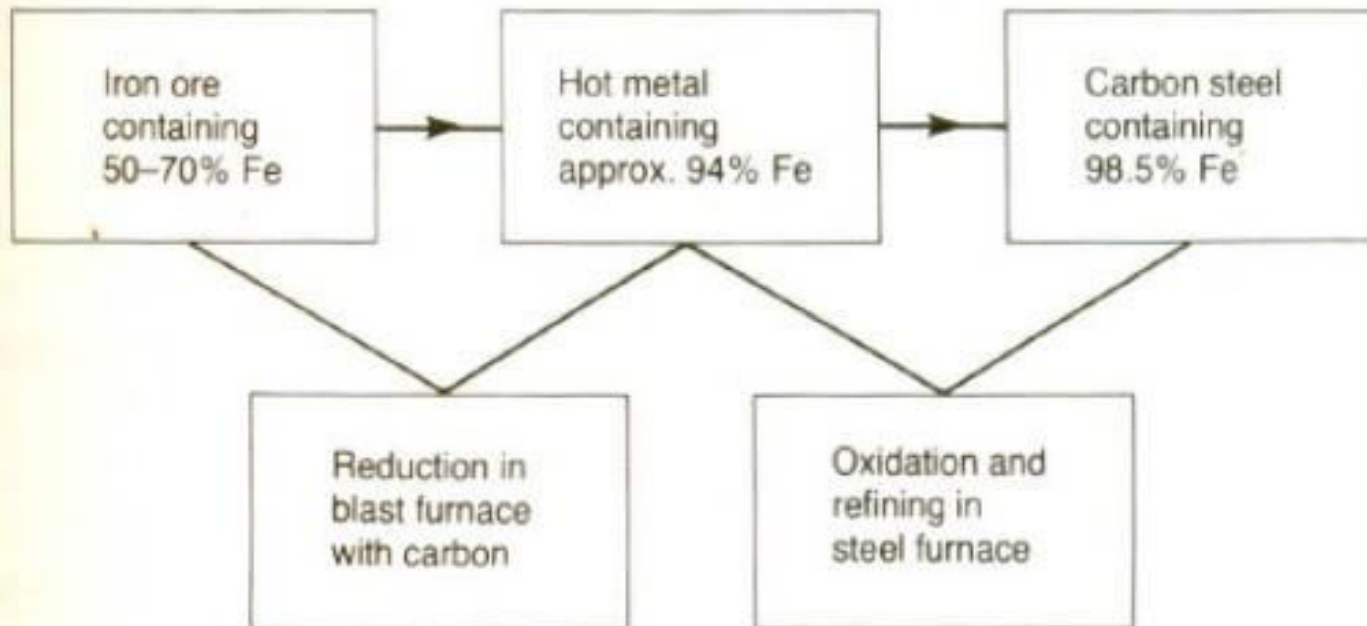 Iron ore
containing
50–70% Fe
Hot metal
containing
approx. 94% Fe
Carbon steel
containing
98.5% Fe
Reduction in
blast furnace
with carbon
Oxidation and
refining in
steel furnace